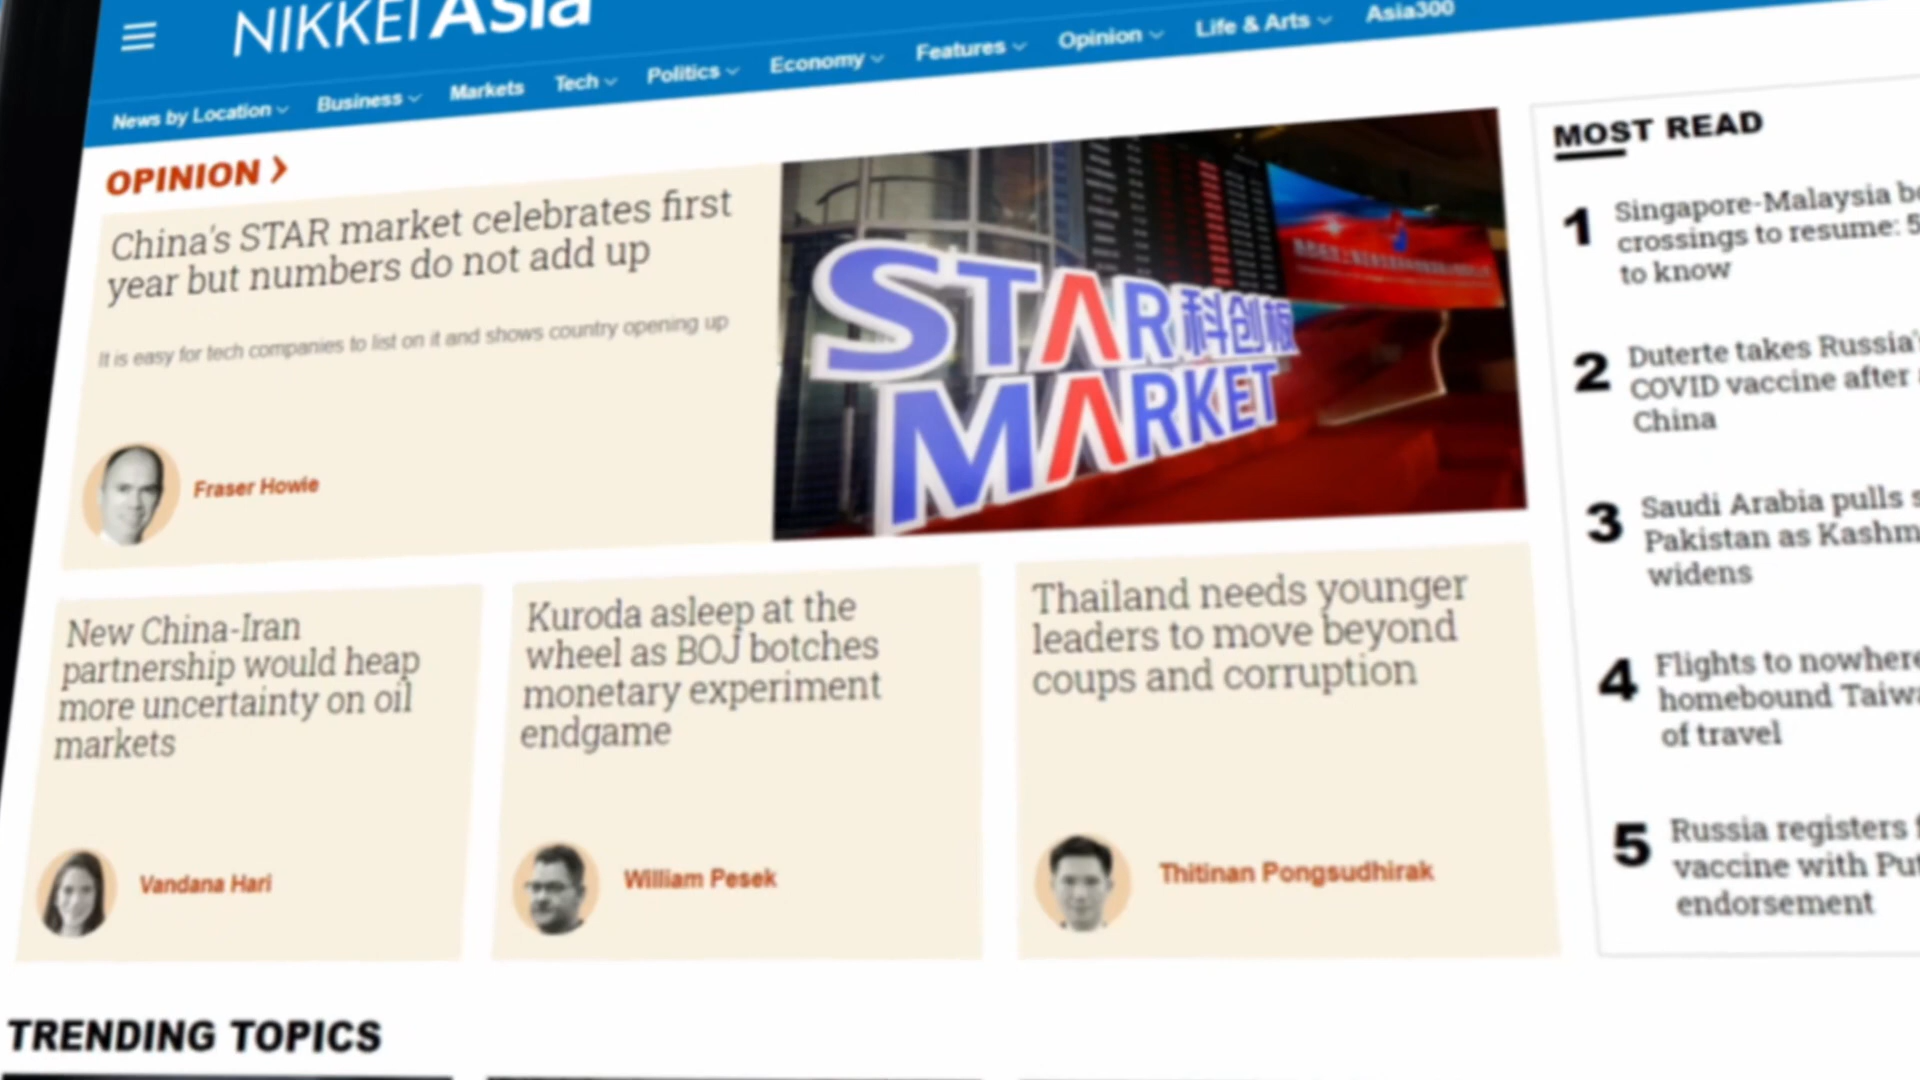 NIKKEI Asia
News by Location
Business
Markets
Tech
Politics
Economy
Features
Opinion
Life & Arts
Asia300
OPINION
China's STAR market celebrates first
year but numbers do not add up
It is easy for tech companies to list on it and shows country opening up
Fraser Howie
STAR 科创板
MARKET
New China-Iran
partnership would heap
more uncertainty on oil
markets
Vandana Hari
Kuroda asleep at the
wheel as BOJ botches
monetary experiment
endgame
William Pesek
Thailand needs younger
leaders to move beyond
coups and corruption
Thitinan Pongsudhirak
MOST READ
1
Singapore-Malaysia
crossings to resume: 5
to know
2
Duterte takes Russia's
COVID vaccine after
China
3
Saudi Arabia pulls
Pakistan as
widens
4
Flights to nowhere
homebound
of travel
5
Russia registers
vaccine with
endorsement
TRENDING TOPICS